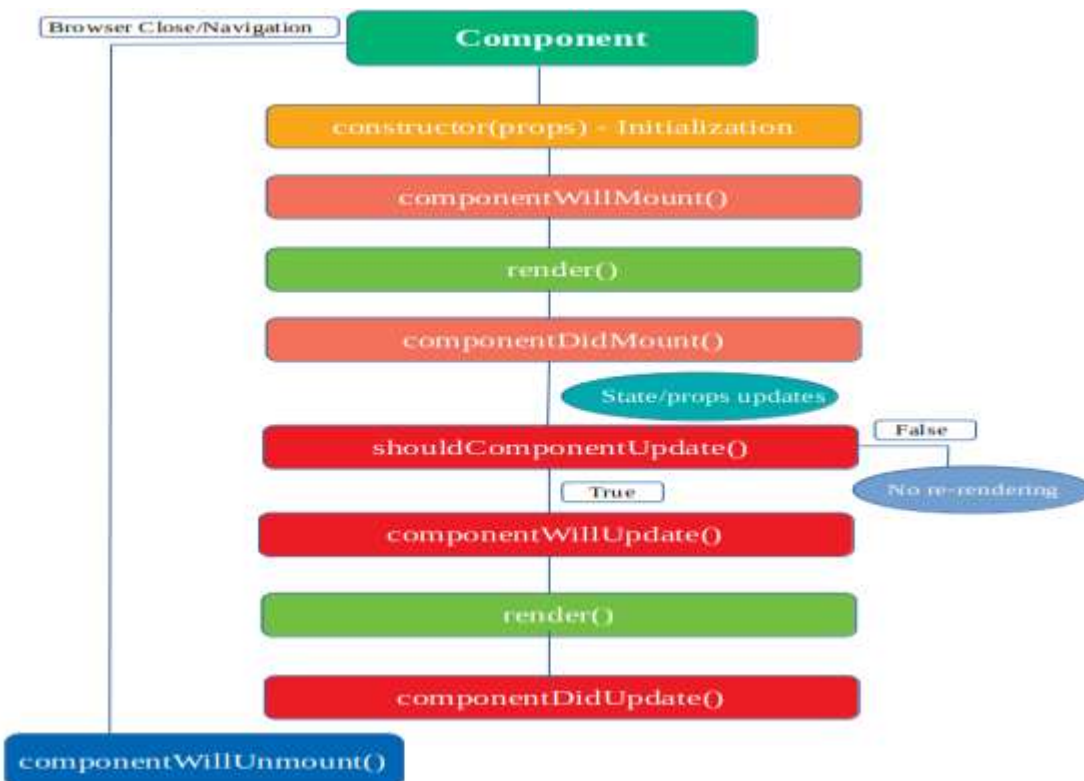 Browser Close/Navigation
Component
constructor(props) - Initialization
componentWillMount()
render()
componentDidMount()
State/props updates
False
shouldComponentUpdate()
No re-rendering
True
componentWillUpdate()
render()
componentDidUpdate()
componentWillUnmount()